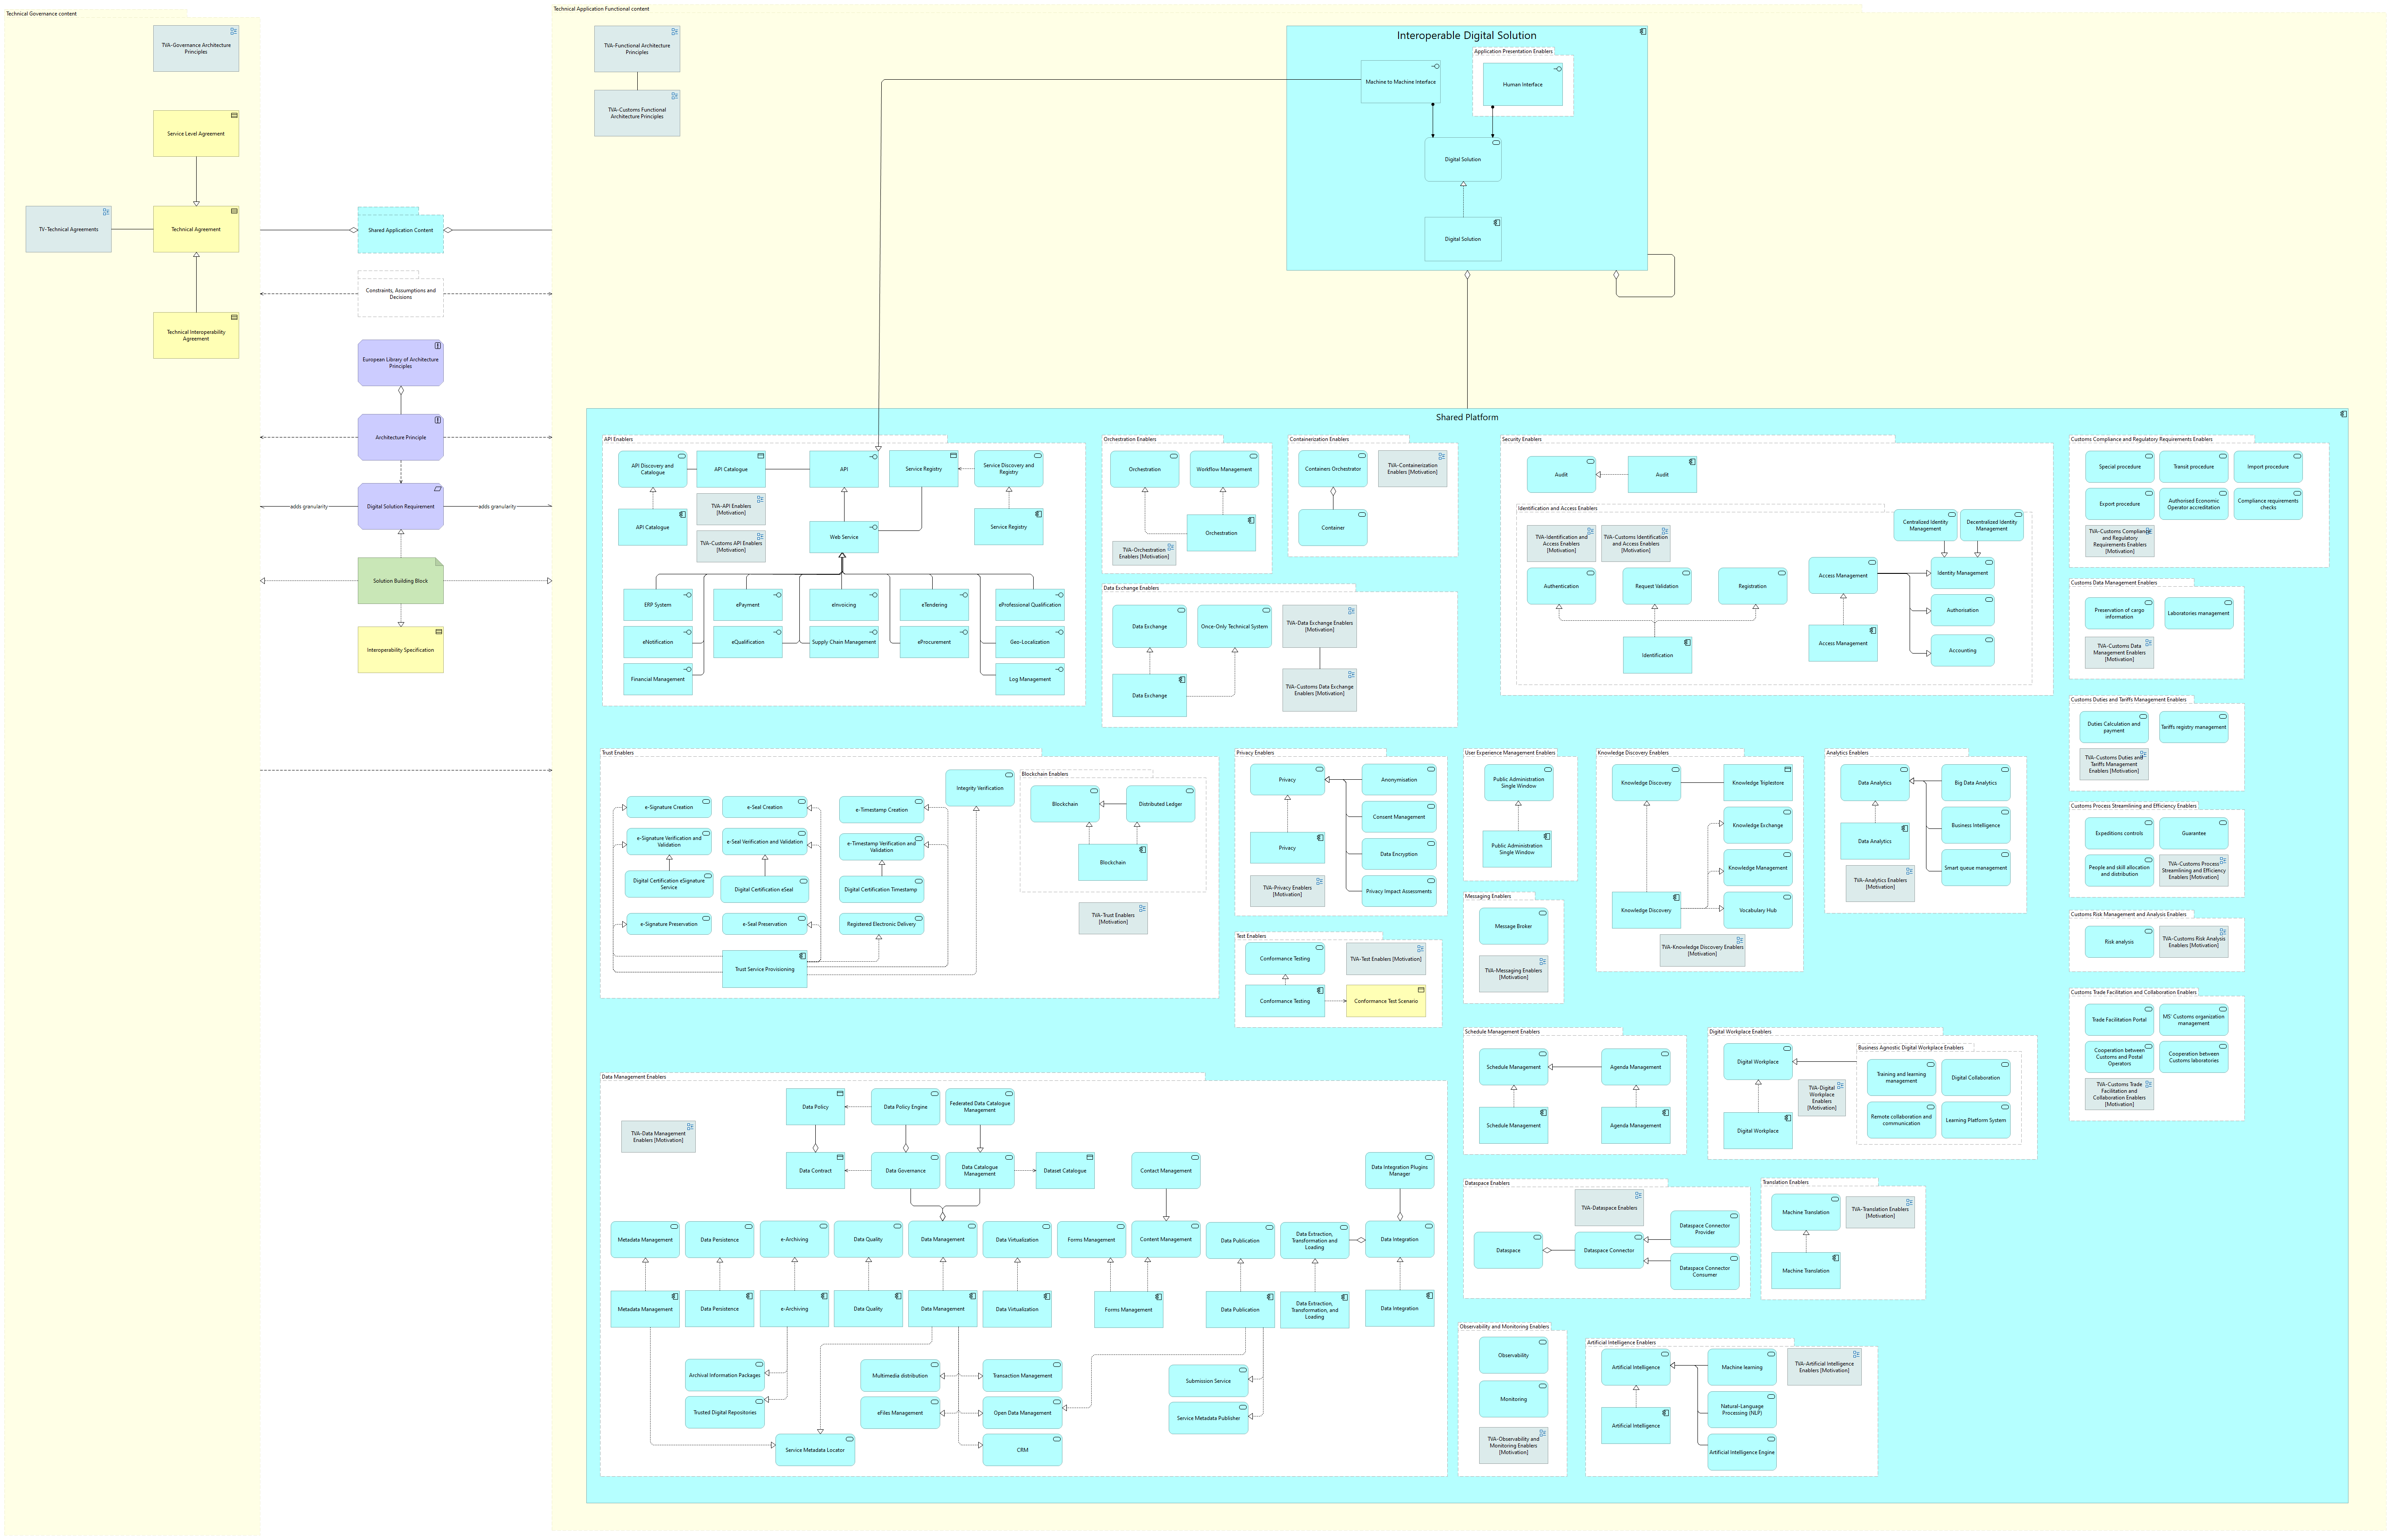 Technical Governance content
TVA-Governance Architecture
Principles
Service Level Agreement
TV-Technical Agreements
Technical Agreement
Technical Interoperability
Agreement
Shared Application Content
Constraints, Assumptions and
Decisions
European Library of Architecture
Principles
Architecture Principle
adds granularity
Digital Solution Requirement
adds granularity
Solution Building Block
Interoperability Specification
Technical Application Functional content
TVA-Functional Architecture
Principles
TVA-Customs Functional
Architecture Principles
Interoperable Digital Solution
Application Presentation Enablers
Machine to Machine Interface
Human Interface
Digital Solution
Digital Solution
Shared Platform
API Enablers
API Discovery and
Catalogue
API Catalogue
API
Service Registry
Service Discovery and
Registry
TVA-API Enablers
[Motivation]
API Catalogue
TVA-Customs API Enablers
[Motivation]
Web Service
Service Registry
ERP System
ePayment
eInvoicing
eTendering
eProfessional Qualification
eNotification
eQualification
Supply Chain Management
eProcurement
Geo-Localization
Financial Management
Log Management
Orchestration Enablers
Orchestration
Workflow Management
Orchestration
TVA-Orchestration
Enablers [Motivation]
Containerization Enablers
Containers Orchestrator
TVA-Containerization
Enablers [Motivation]
Container
Data Exchange Enablers
Data Exchange
Once-Only Technical System
TVA-Data Exchange Enablers
[Motivation]
Data Exchange
TVA-Customs Data Exchange
Enablers [Motivation]
Security Enablers
Audit
Audit
Identification and Access Enablers
TVA-Identification and
Access Enablers
[Motivation]
TVA-Customs Identification
and Access Enablers
[Motivation]
Centralized Identity
Management
Decentralized Identity
Management
Authentication
Request Validation
Registration
Access Management
Identity Management
Authorisation
Identification
Access Management
Accounting
Customs Compliance and Regulatory Requirements Enablers
Special procedure
Transit procedure
Import procedure
Export procedure
Authorised Economic
Operator accreditation
Compliance requirements
checks
TVA-Customs Compliance
and Regulatory
Requirements Enablers
[Motivation]
Customs Data Management Enablers
Preservation of cargo
information
Laboratories management
TVA-Customs Data
Management Enablers
[Motivation]
Customs Duties and Tariffs Management Enablers
Duties Calculation and
payment
Tariffs registry management
TVA-Customs Duties and
Tariffs Management
Enablers [Motivation]
Customs Process Streamlining and Efficiency Enablers
Expeditions controls
Guarantee
People and skill allocation
and distribution
TVA-Customs Process
Streamlining and Efficiency
Enablers [Motivation]
Customs Risk Management and Analysis Enablers
Risk analysis
TVA-Customs Risk Analysis
Enablers [Motivation]
Customs Trade Facilitation and Collaboration Enablers
Trade Facilitation Portal
MS' Customs organization
management
Cooperation between
Customs and Postal
Operators
Cooperation between
Customs laboratories
TVA-Customs Trade
Facilitation and
Collaboration Enablers
[Motivation]
Trust Enablers
Integrity Verification
e-Signature Creation
e-Seal Creation
e-Timestamp Creation
e-Signature Verification and
Validation
e-Seal Verification and Validation
e-Timestamp Verification and
Validation
Digital Certification eSignature
Service
Digital Certification eSeal
Digital Certification Timestamp
e-Signature Preservation
e-Seal Preservation
Registered Electronic Delivery
Trust Service Provisioning
Blockchain Enablers
Blockchain
Distributed Ledger
Blockchain
TVA-Trust Enablers
[Motivation]
Privacy Enablers
Privacy
Anonymisation
Consent Management
Privacy
Data Encryption
TVA-Privacy Enablers
[Motivation]
Privacy Impact Assessments
Test Enablers
Conformance Testing
TVA-Test Enablers [Motivation]
Conformance Testing
Conformance Test Scenario
User Experience Management Enablers
Public Administration
Single Window
Public Administration
Single Window
Messaging Enablers
Message Broker
TVA-Messaging Enablers
[Motivation]
Knowledge Discovery Enablers
Knowledge Discovery
Knowledge Triplestore
Knowledge Exchange
Knowledge Management
Knowledge Discovery
Vocabulary Hub
TVA-Knowledge Discovery Enablers
[Motivation]
Analytics Enablers
Data Analytics
Big Data Analytics
Business Intelligence
Data Analytics
TVA-Analytics Enablers
[Motivation]
Smart queue management
Schedule Management Enablers
Schedule Management
Agenda Management
Schedule Management
Agenda Management
Digital Workplace Enablers
Digital Workplace
Business Agnostic Digital Workplace Enablers
Training and learning
management
Digital Collaboration
TVA-Digital
Workplace
Enablers
[Motivation]
Remote collaboration and
communication
Learning Platform System
Digital Workplace
Dataspace Enablers
TVA-Dataspace Enablers
Dataspace Connector
Provider
Dataspace
Dataspace Connector
Dataspace Connector
Consumer
Translation Enablers
Machine Translation
TVA-Translation Enablers
[Motivation]
Machine Translation
Observability and Monitoring Enablers
Observability
Monitoring
TVA-Observability and
Monitoring Enablers
[Motivation]
Artificial Intelligence Enablers
Artificial Intelligence
Machine learning
TVA-Artificial Intelligence
Enablers [Motivation]
Natural-Language
Processing (NLP)
Artificial Intelligence
Artificial Intelligence Engine
Data Management Enablers
TVA-Data Management
Enablers [Motivation]
Data Policy
Data Policy Engine
Federated Data Catalogue
Management
Data Contract
Data Governance
Data Catalogue
Management
Dataset Catalogue
Contact Management
Data Integration Plugins
Manager
Metadata Management
Data Persistence
e-Archiving
Data Quality
Data Management
Data Virtualization
Forms Management
Content Management
Data Publication
Data Extraction,
Transformation and
Loading
Data Integration
Metadata Management
Data Persistence
e-Archiving
Data Quality
Data Management
Data Virtualization
Forms Management
Data Publication
Data Extraction,
Transformation, and
Loading
Data Integration
Archival Information Packages
Multimedia distribution
Transaction Management
Submission Service
Trusted Digital Repositories
eFiles Management
Open Data Management
Service Metadata Publisher
Service Metadata Locator
CRM